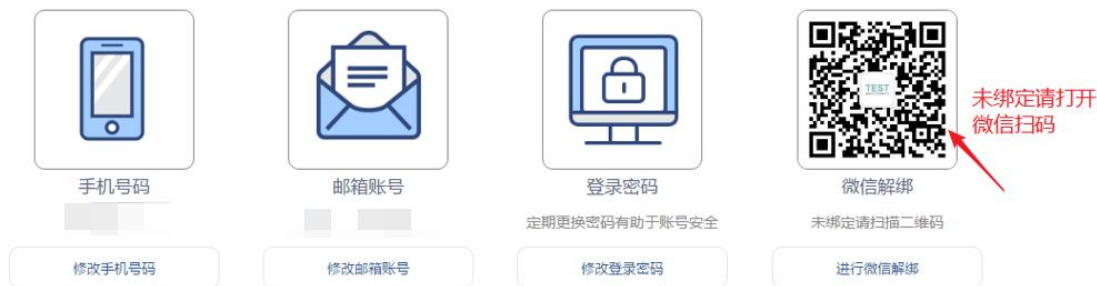 TEST
未绑定请打开
微信扫码
手机号码
邮箱账号
登录密码
微信解绑
定期更换密码有助于账号安全
未绑定请扫描二维码
修改手机号码
修改邮箱账号
修改登录密码
进行微信解绑